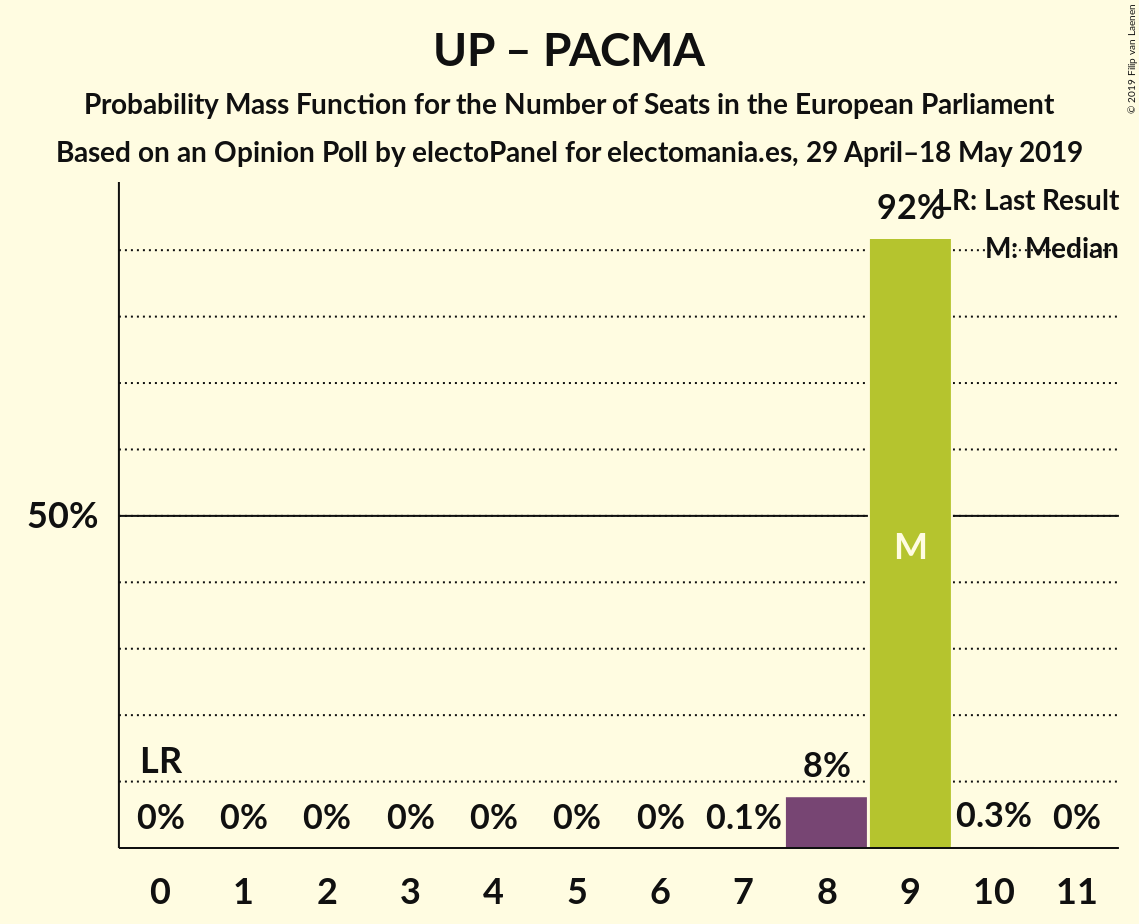 UP – PACMA
Probability Mass Function for the Number of Seats in the European Parliament
Based on an Opinion Poll by electoPanel for electomania.es, 29 April–18 May 2019
© 2019 Filip van Laenen
LR: Last Result
M: Median
92%
50%
M
LR
8%
0% 0% 0% 0% 0% 0% 0% 0.1% 0.3% 0%
0 1 2 3 4 5 6 7 8 9 10 11